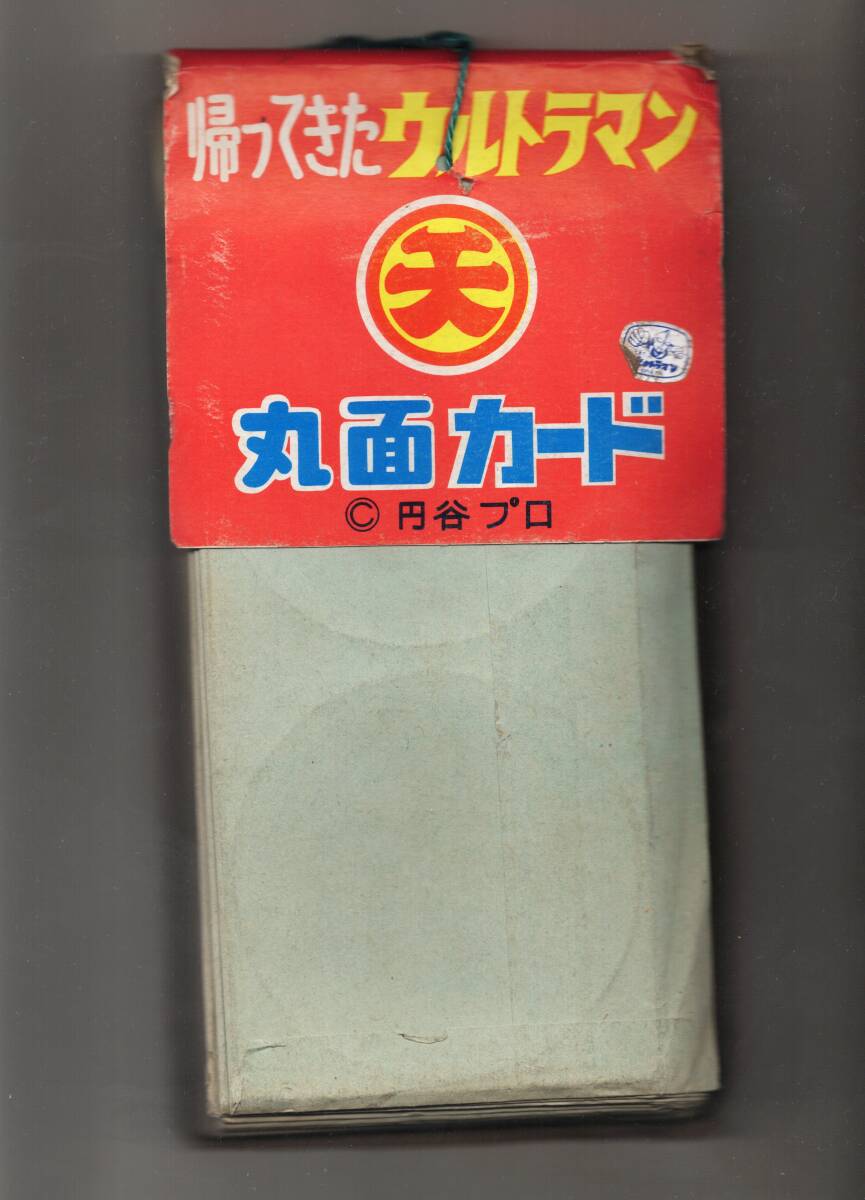 帰ってきたウルトラマン
天
丸面カード
© 円谷プロ